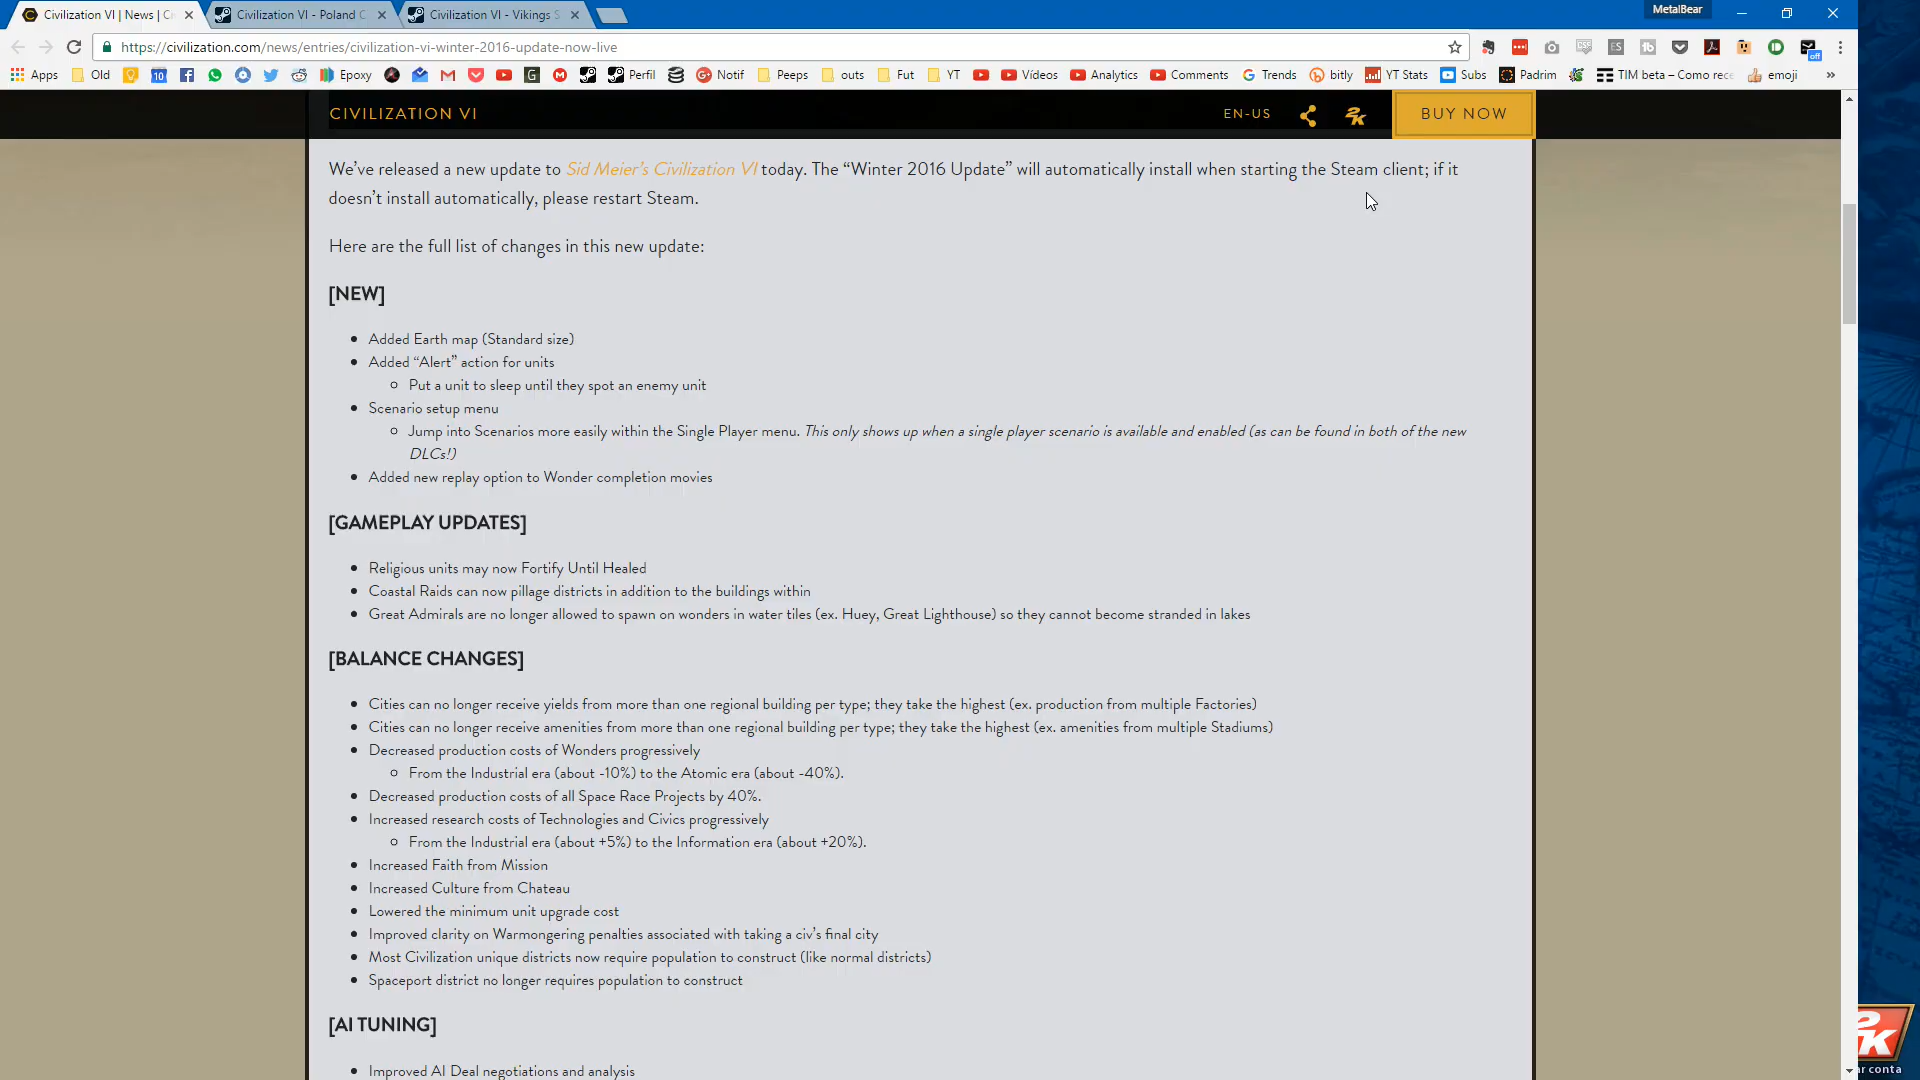 Civilization VI | News | Ci
Civilization VI - Poland C
Civilization VI - Vikings S
MetalBear
https://civilization.com/news/entries/civilization-vi-winter-2016-update-now-live
Apps Old Epoxy Perfil Notif Peeps outs Fut YT Vídeos Analytics Comments Trends bitly YT Stats Subs Padrim TIM beta – Como rece emoji »
CIVILIZATION VI
EN-US
BUY NOW
We’ve released a new update to Sid Meier’s Civilization VI today. The “Winter 2016 Update” will automatically install when starting the Steam client; if it
doesn’t install automatically, please restart Steam.
Here are the full list of changes in this new update:
[NEW]
• Added Earth map (Standard size)
• Added “Alert” action for units
○ Put a unit to sleep until they spot an enemy unit
• Scenario setup menu
○ Jump into Scenarios more easily within the Single Player menu. This only shows up when a single player scenario is available and enabled (as can be found in both of the new
DLCs!)
• Added new replay option to Wonder completion movies
[GAMEPLAY UPDATES]
• Religious units may now Fortify Until Healed
• Coastal Raids can now pillage districts in addition to the buildings within
• Great Admirals are no longer allowed to spawn on wonders in water tiles (ex. Huey, Great Lighthouse) so they cannot become stranded in lakes
[BALANCE CHANGES]
• Cities can no longer receive yields from more than one regional building per type; they take the highest (ex. production from multiple Factories)
• Cities can no longer receive amenities from more than one regional building per type; they take the highest (ex. amenities from multiple Stadiums)
• Decreased production costs of Wonders progressively
○ From the Industrial era (about -10%) to the Atomic era (about -40%).
• Decreased production costs of all Space Race Projects by 40%.
• Increased research costs of Technologies and Civics progressively
○ From the Industrial era (about +5%) to the Information era (about +20%).
• Increased Faith from Mission
• Increased Culture from Chateau
• Lowered the minimum unit upgrade cost
• Improved clarity on Warmongering penalties associated with taking a civ’s final city
• Most Civilization unique districts now require population to construct (like normal districts)
• Spaceport district no longer requires population to construct
[AI TUNING]
• Improved AI Deal negotiations and analysis
2K
ar conta